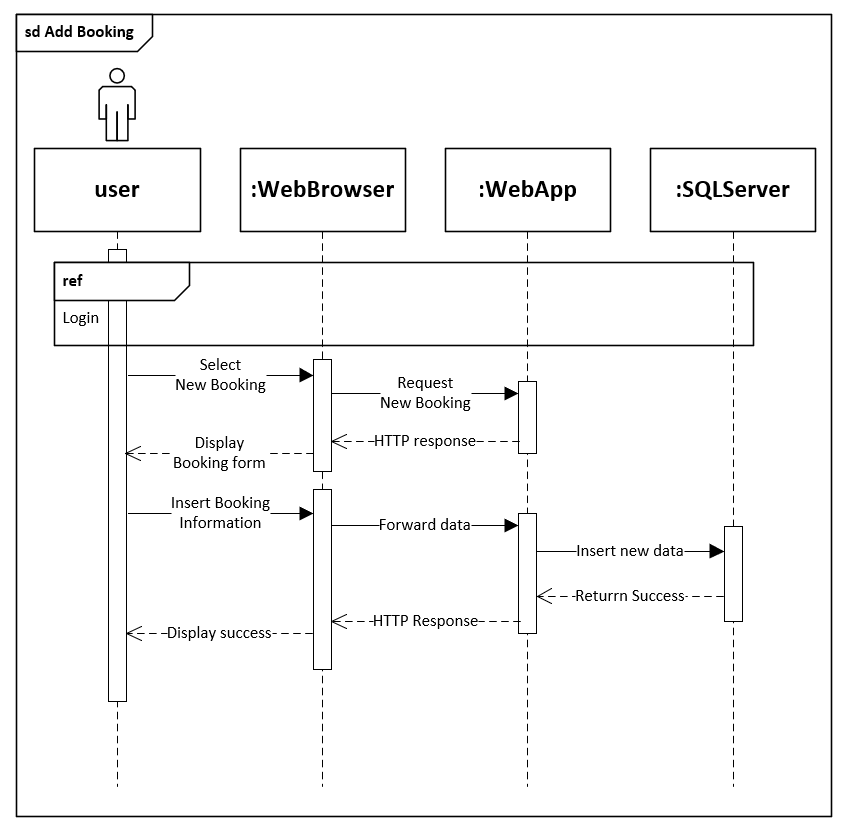 sd Add Booking
user
:WebBrowser
:WebApp
:SQLServer
ref
Login
Select
New Booking
Request
New Booking
HTTP response
Display
Booking form
Insert Booking
Information
Forward data
Insert new data
Returrn Success
HTTP Response
Display success